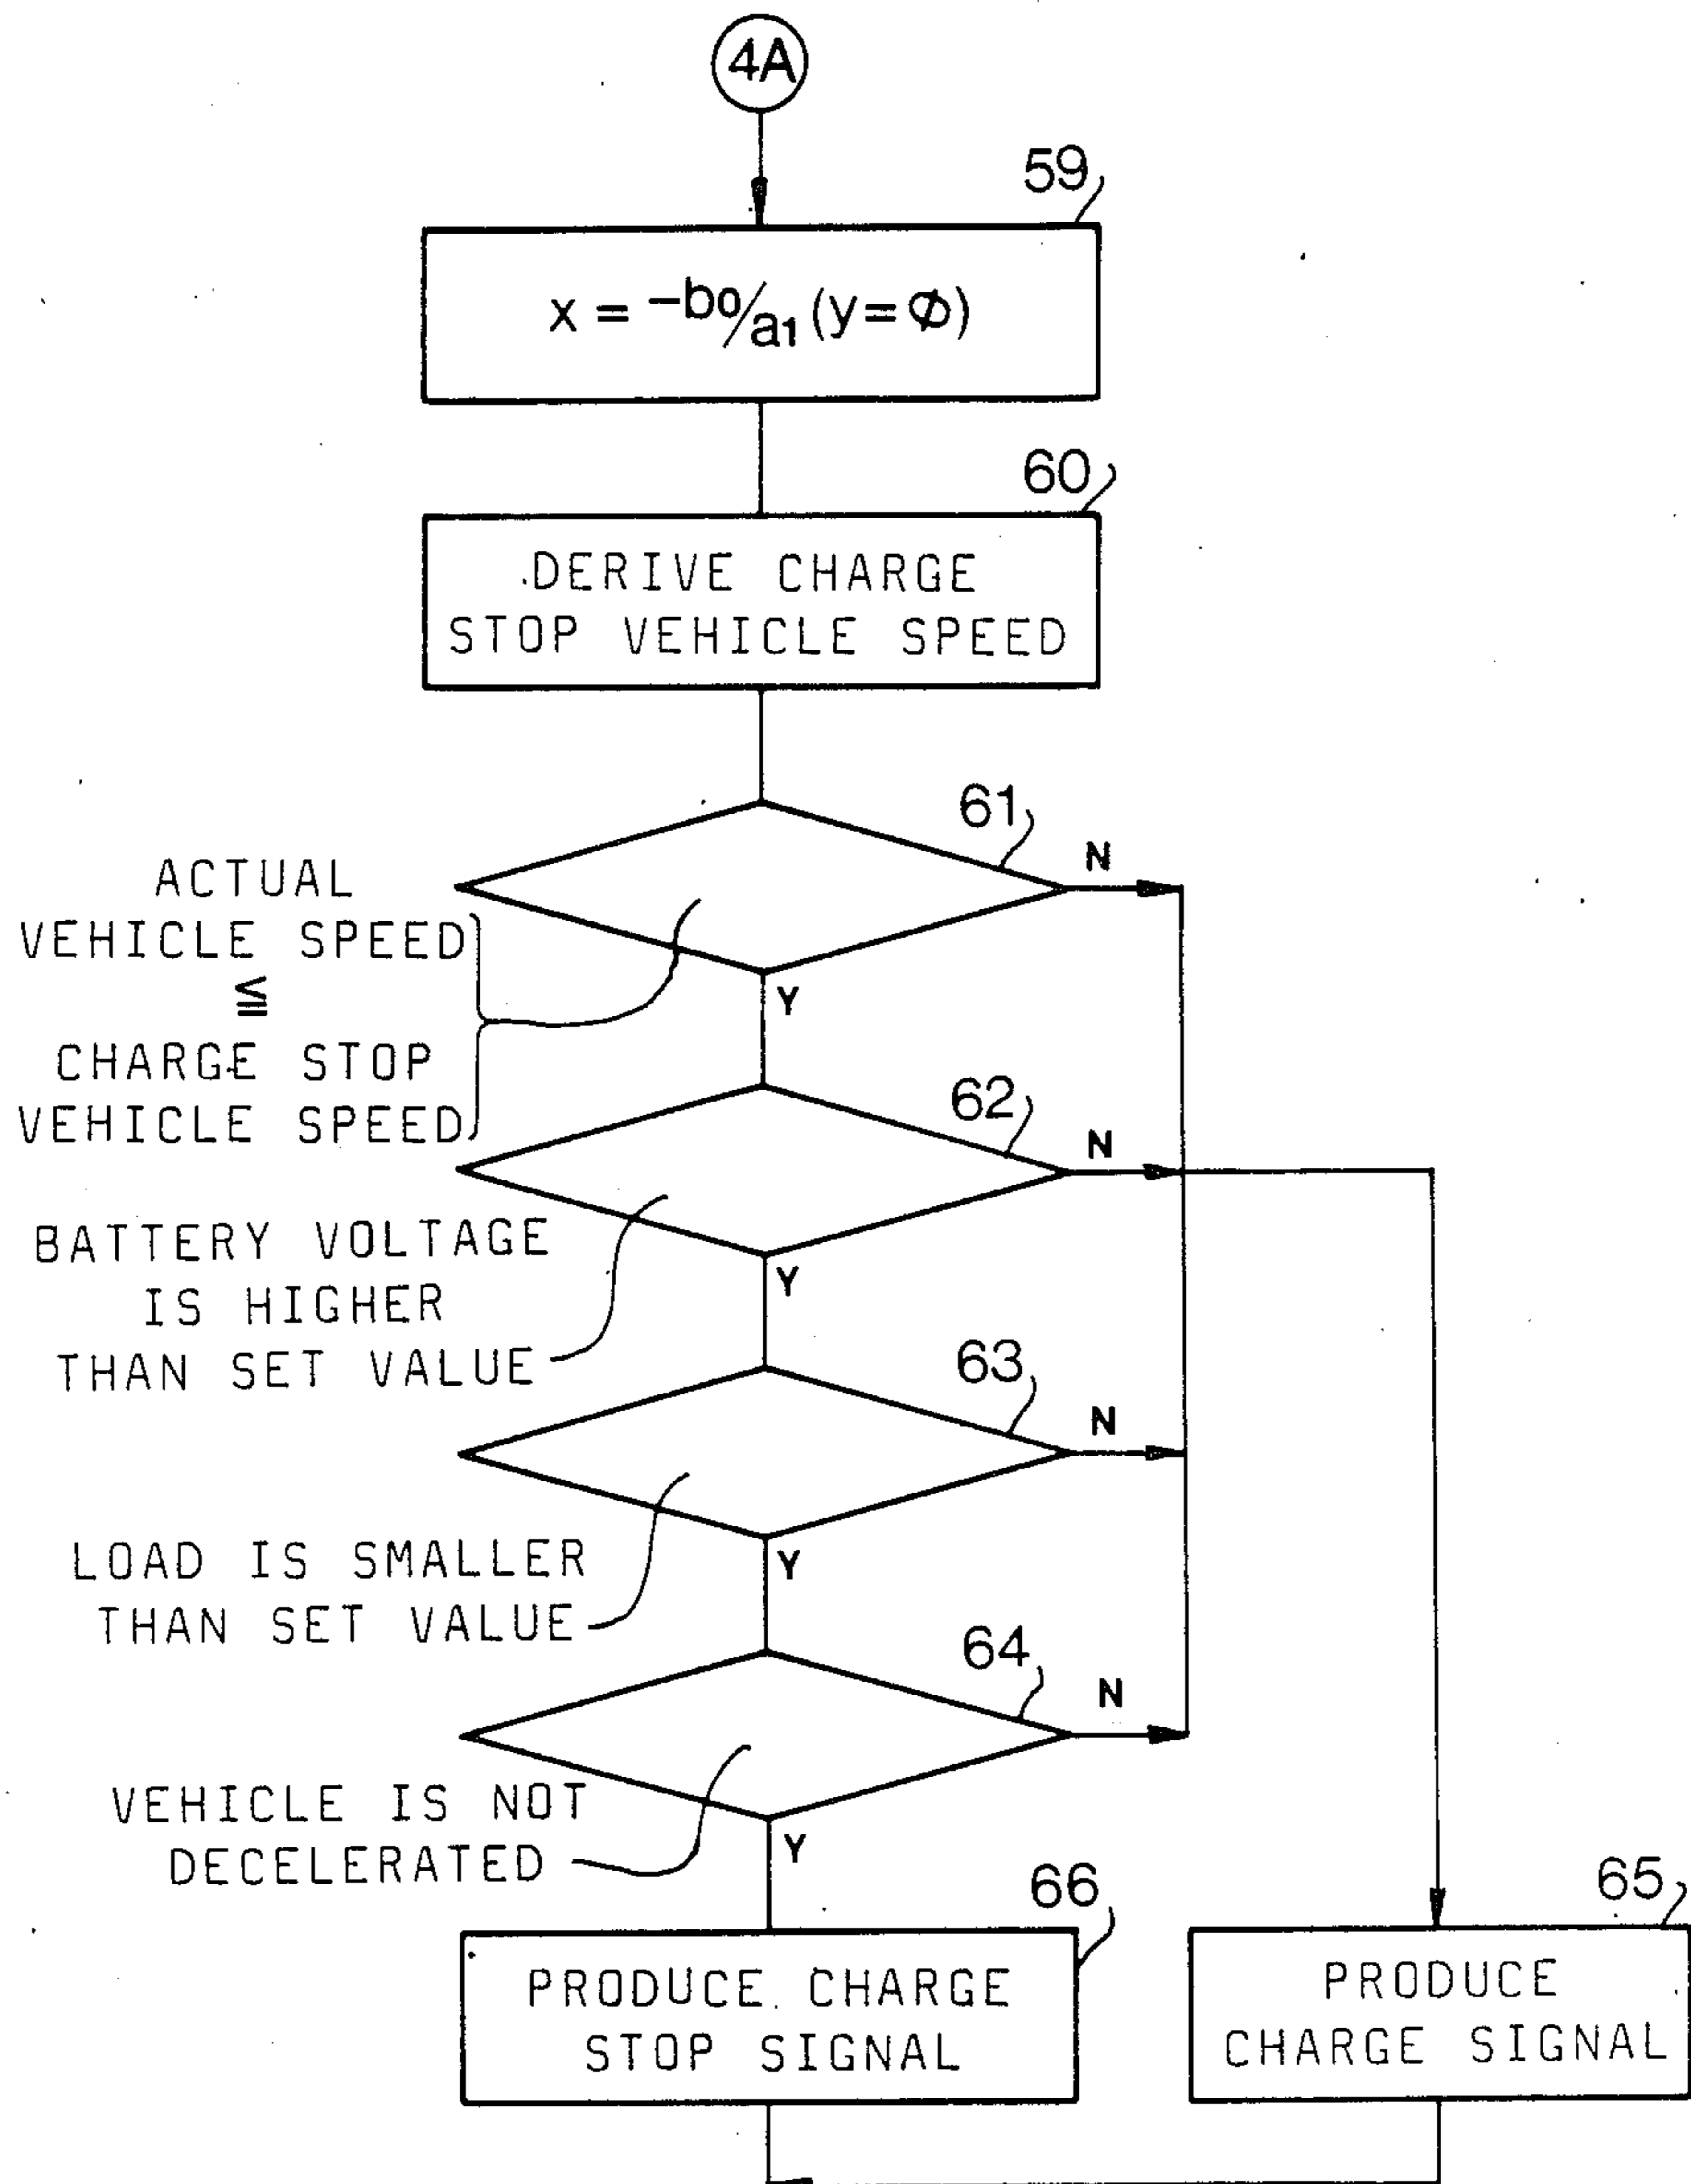 4A
59
x = -b0/a1 (y=Φ)
60
DERIVE CHARGE
STOP VEHICLE SPEED
61
N
ACTUAL
VEHICLE SPEED
≦
CHARGE STOP
VEHICLE SPEED
Y
62
N
BATTERY VOLTAGE
IS HIGHER
THAN SET VALUE
Y
63
N
LOAD IS SMALLER
THAN SET VALUE
Y
64
N
VEHICLE IS NOT
DECELERATED
Y
66
65
PRODUCE CHARGE
STOP SIGNAL
PRODUCE
CHARGE SIGNAL